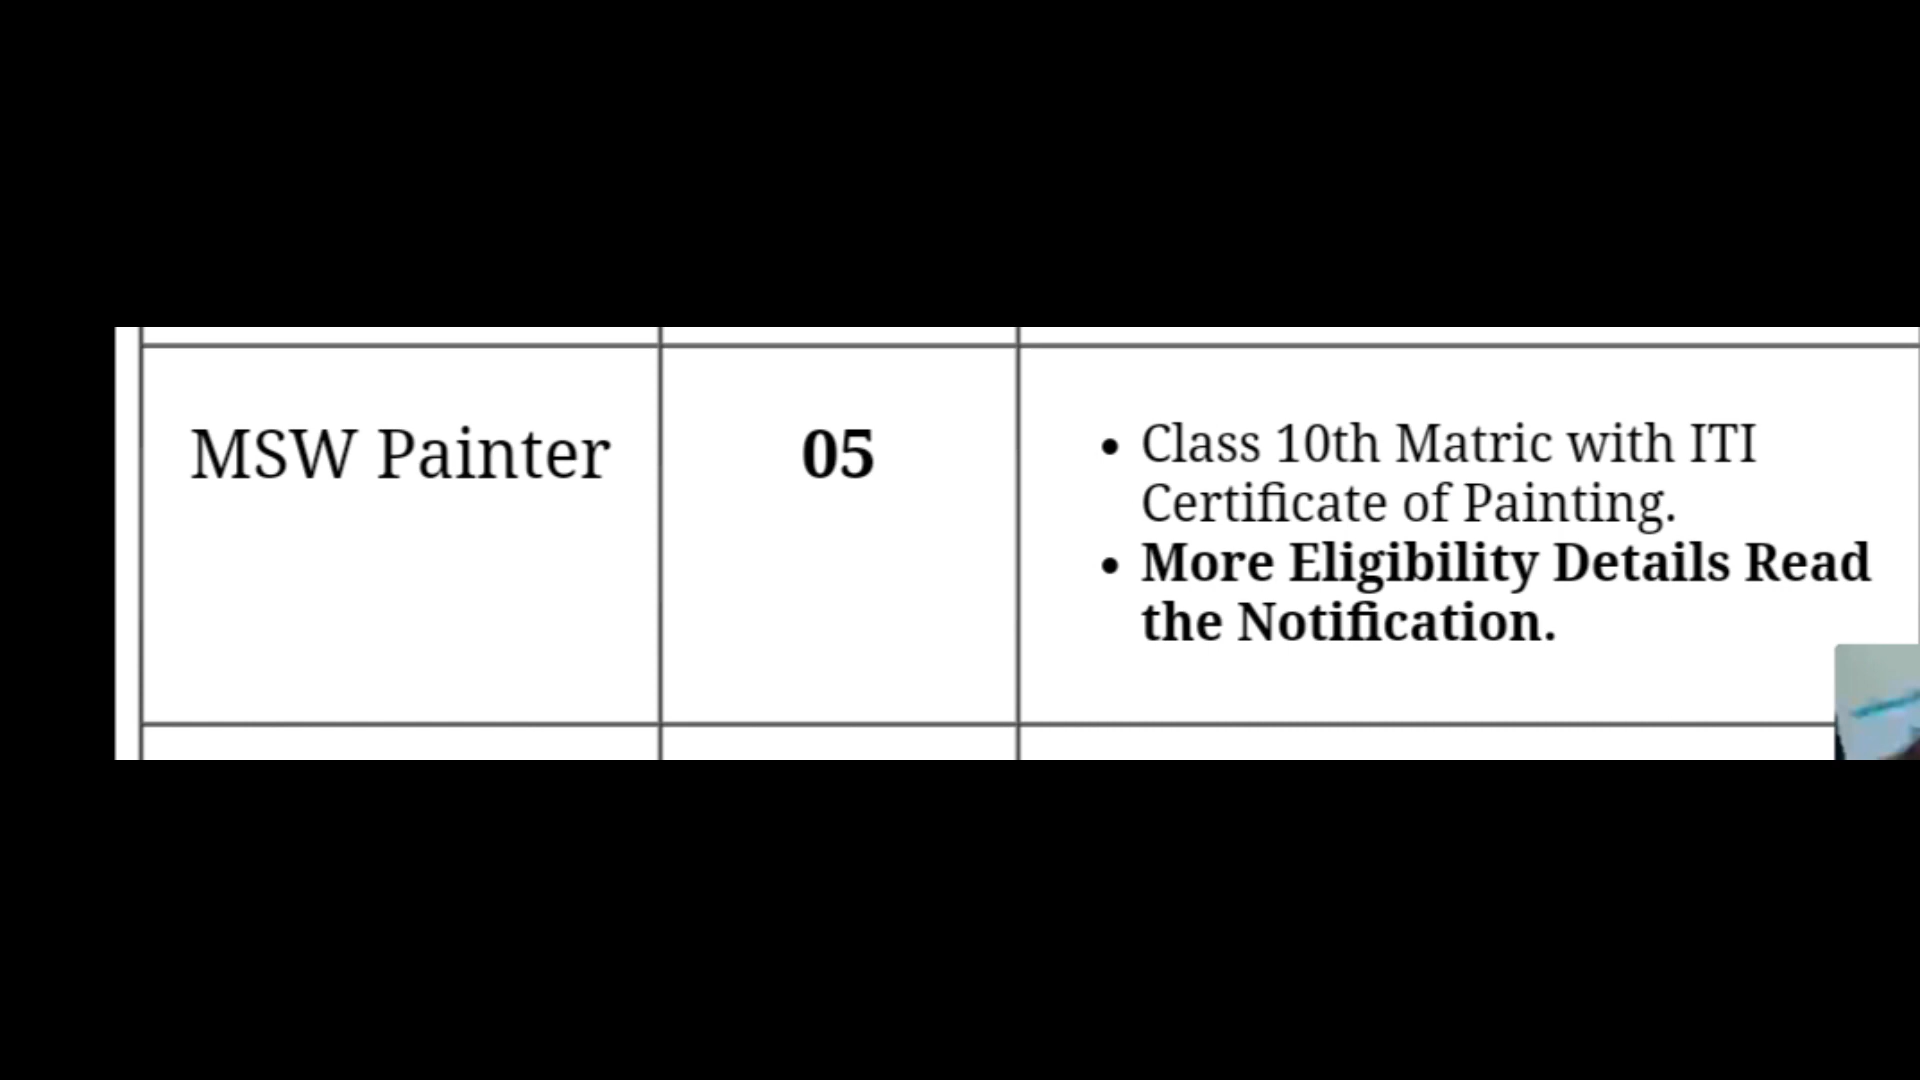 MSW Painter
05
• Class 10th Matric with ITI
Certificate of Painting.
• More Eligibility Details Read
the Notification.